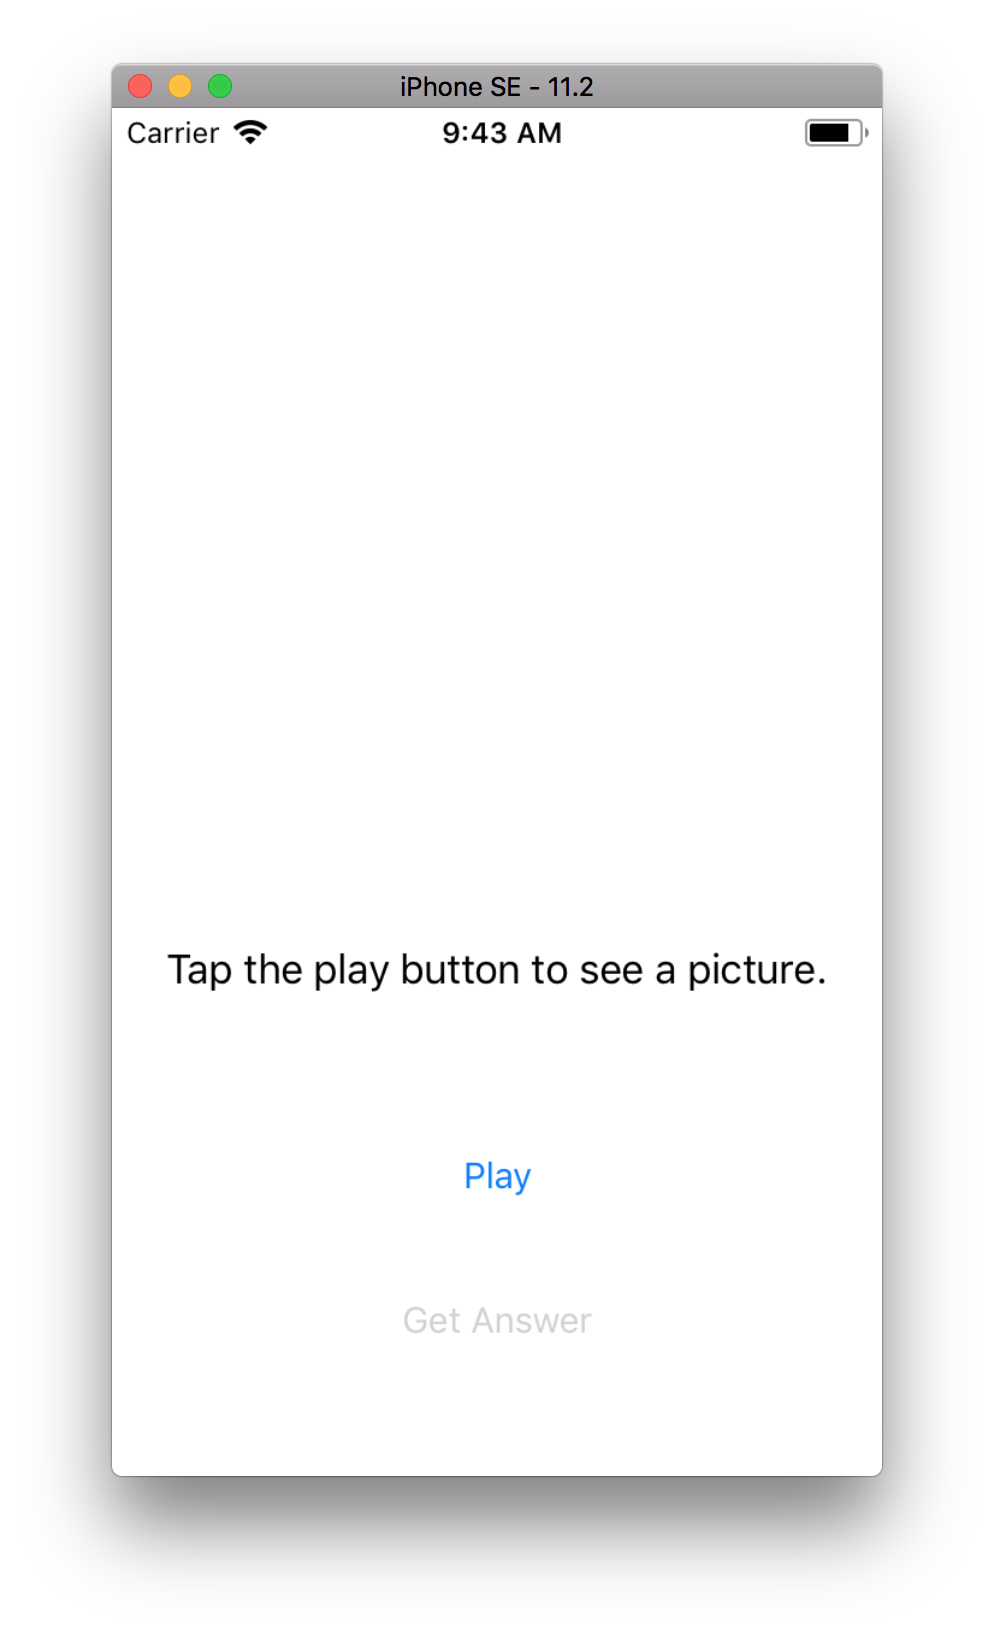 iPhone SE - 11.2
Carrier 9:43 AM
Tap the play button to see a picture.
Play
Get Answer